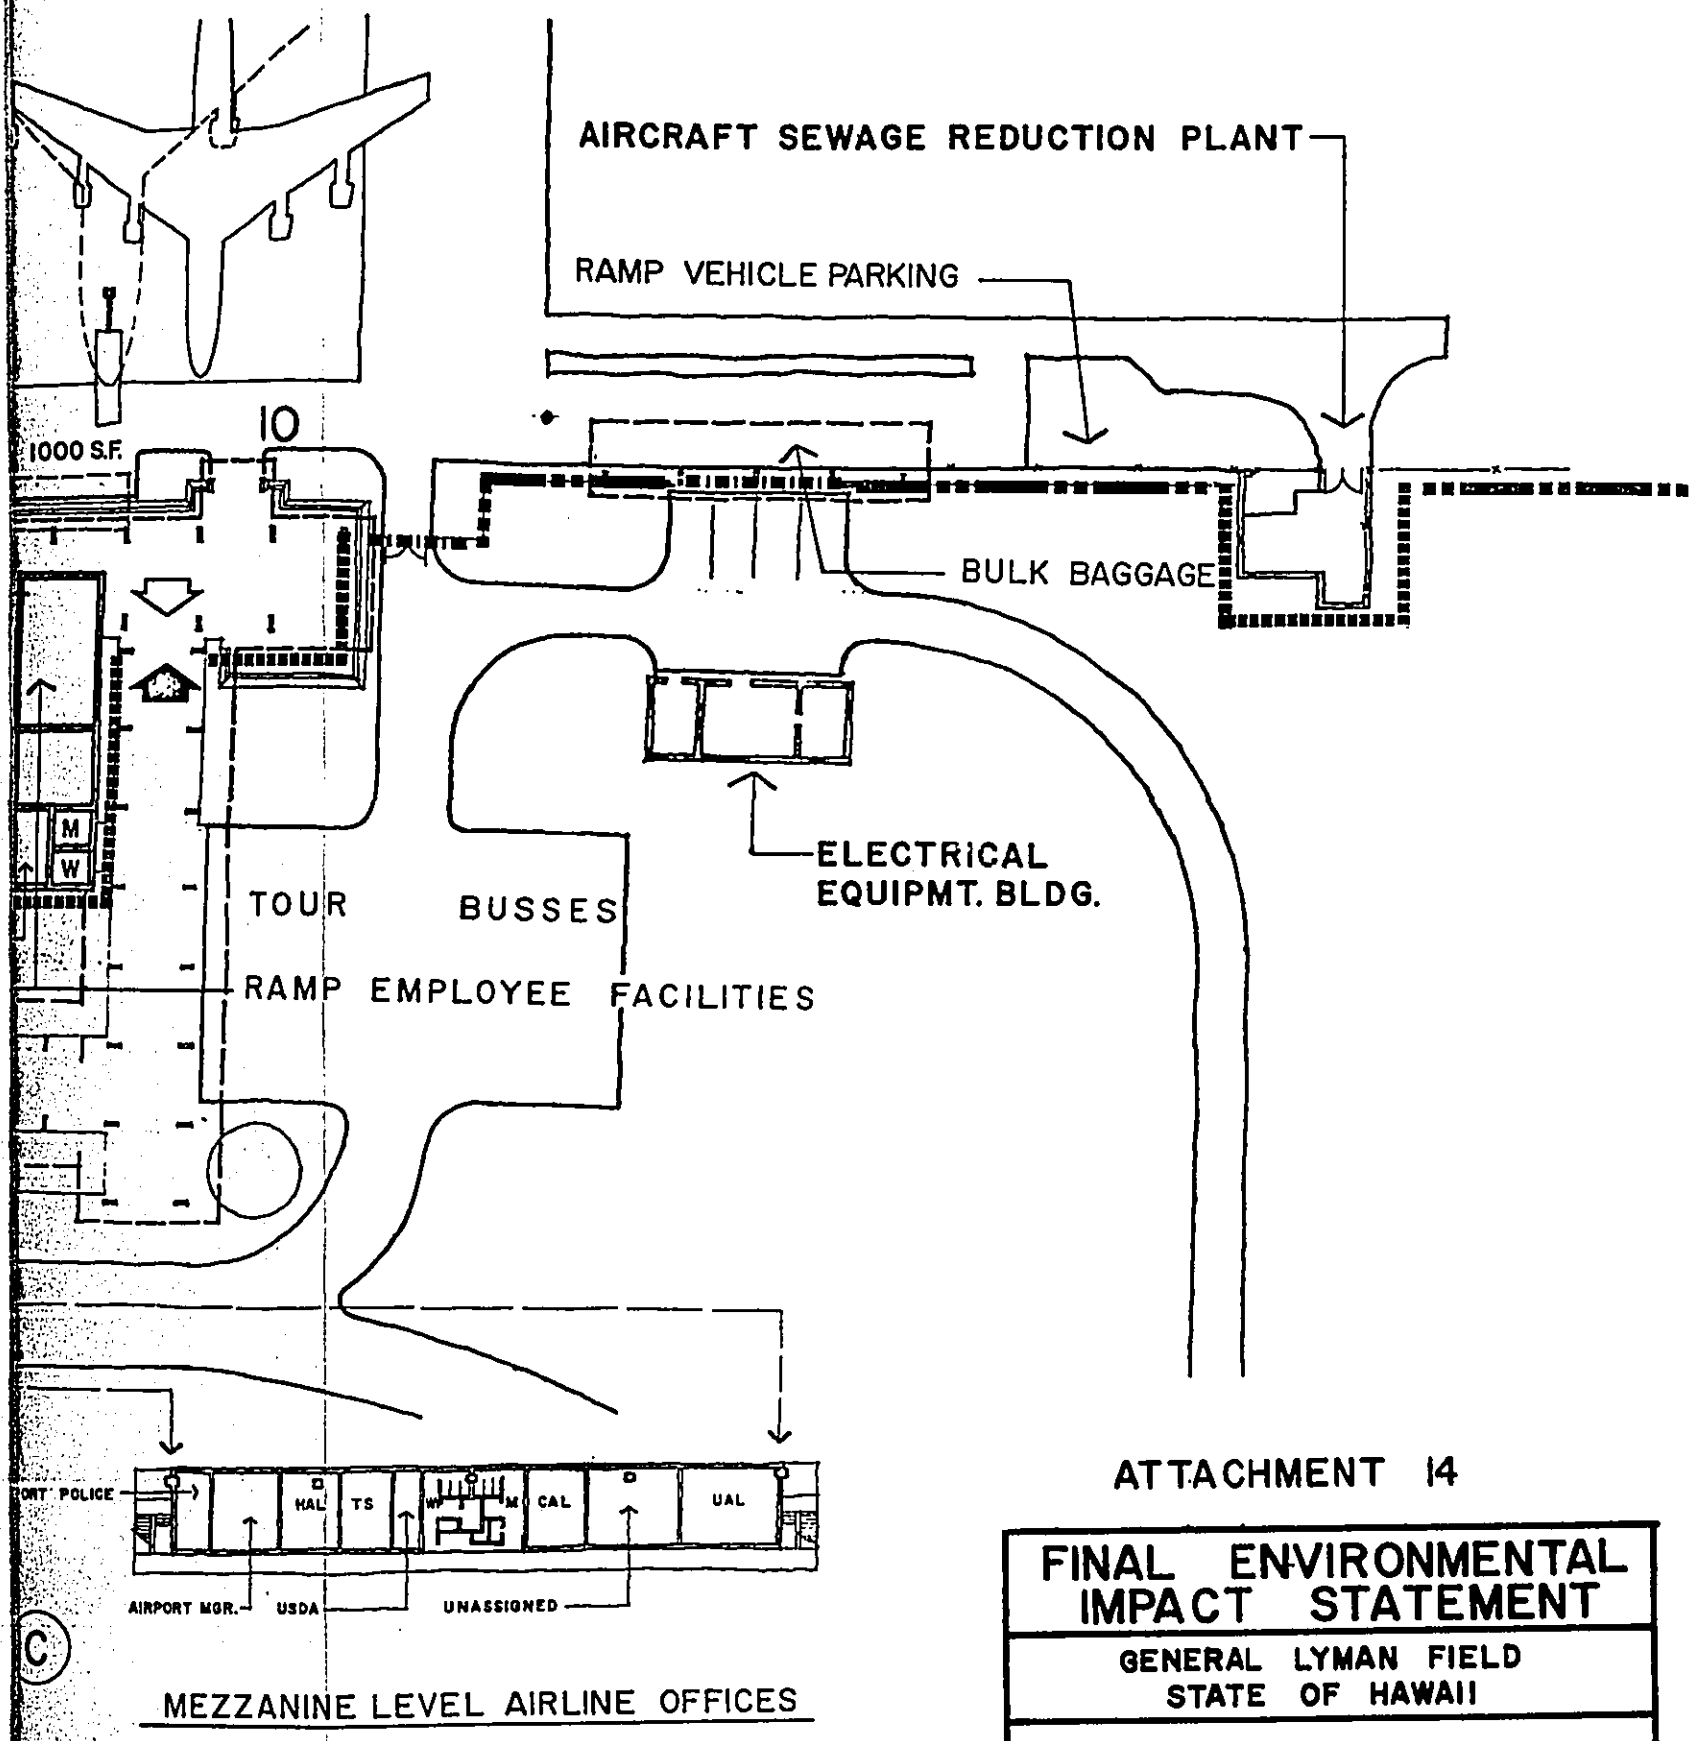 AIRCRAFT SEWAGE REDUCTION PLANT
RAMP VEHICLE PARKING
10
1000 S.F.
BULK BAGGAGE
M
W
ELECTRICAL
EQUIPMT. BLDG.
TOUR BUSSES
RAMP EMPLOYEE FACILITIES
ORT POLICE
HAL
TS
W
M
CAL
UAL
AIRPORT MGR.
USDA
UNASSIGNED
C
MEZZANINE LEVEL AIRLINE OFFICES
ATTACHMENT 14
FINAL ENVIRONMENTAL
IMPACT STATEMENT
GENERAL LYMAN FIELD
STATE OF HAWAII